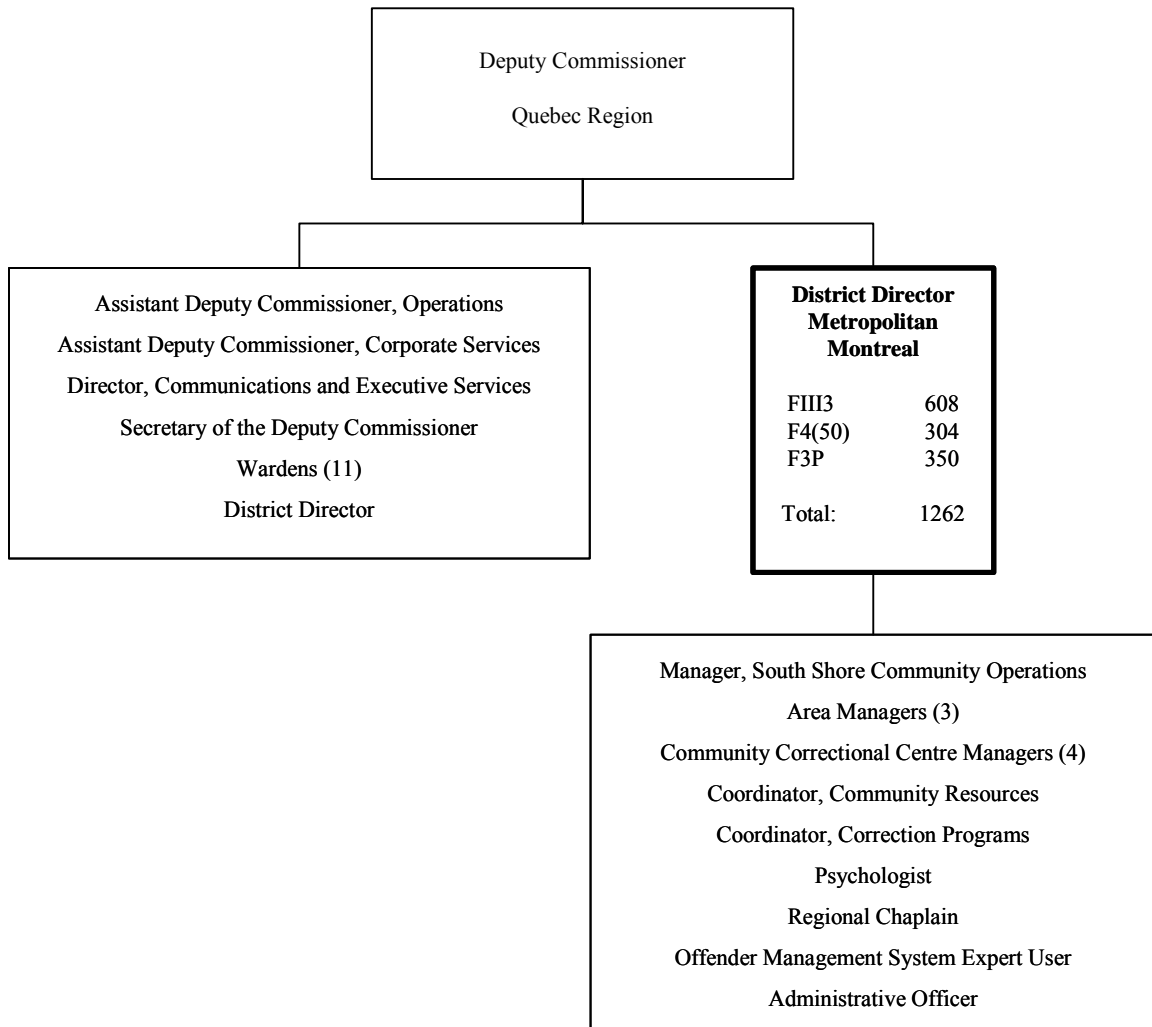 Deputy Commissioner
Quebec Region
Assistant Deputy Commissioner, Operations
Assistant Deputy Commissioner, Corporate Services
Director, Communications and Executive Services
Secretary of the Deputy Commissioner
Wardens (11)
District Director
District Director
Metropolitan
Montreal
FIII3 608
F4(50) 304
F3P 350
Total: 1262
Manager, South Shore Community Operations
Area Managers (3)
Community Correctional Centre Managers (4)
Coordinator, Community Resources
Coordinator, Correction Programs
Psychologist
Regional Chaplain
Offender Management System Expert User
Administrative Officer